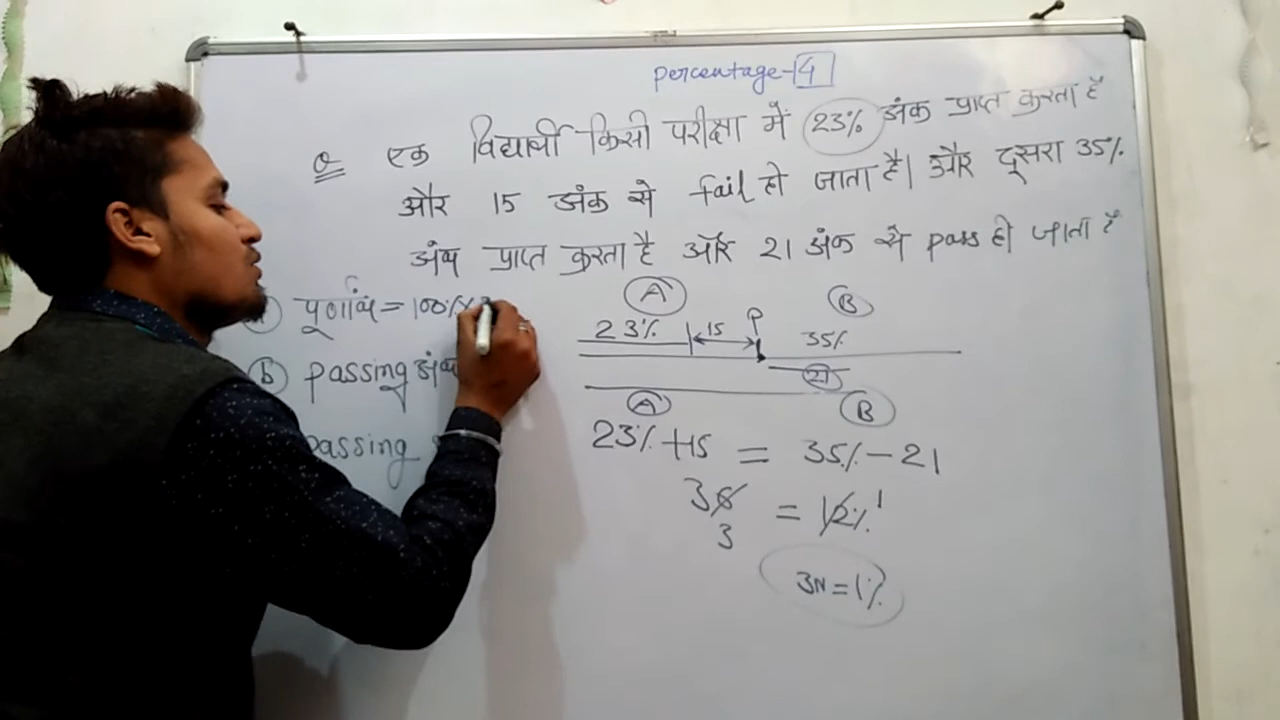 Percentage-4
Q एक विद्यार्थी किसी परीक्षा में 23% अंक प्राप्त करता है
और 15 अंक से fail हो जाता है। और दूसरा 35%
अंक प्राप्त करता है और 21 अंक से pass हो जाता है
पूर्णांक = 100%×
(b) passing अंक
passing
(A) (B)
23% 15 P 35%
21
(A) (B)
23% + 15 = 35% - 21
36 = 12% 1
3
3N = 1%